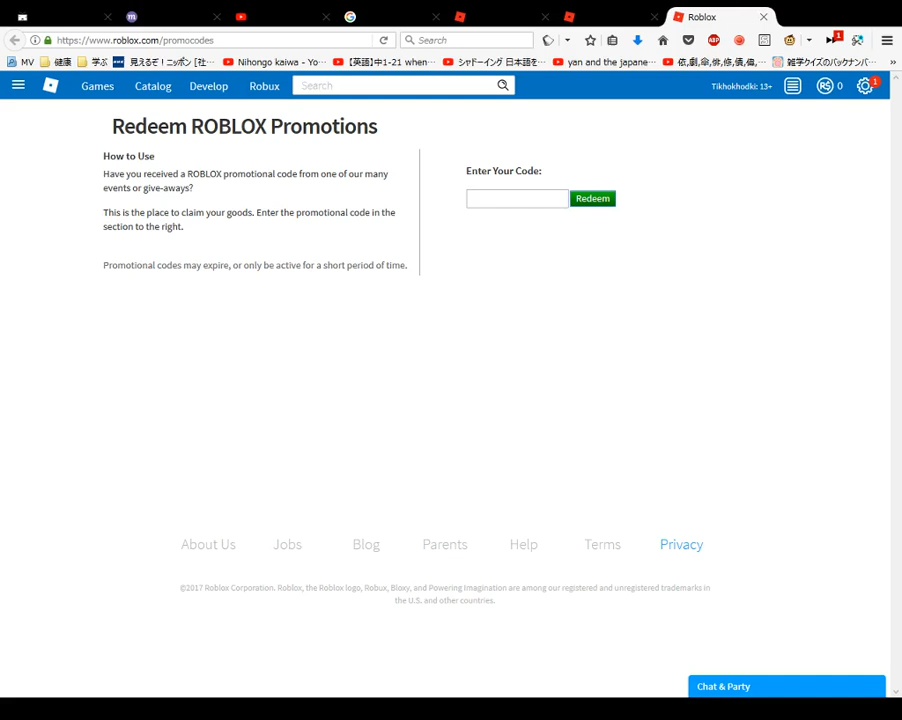 Roblox
https://www.roblox.com/promocodes
Search
1
MV
健康
学ぶ
見えるぞ！ニッポン [社…
Nihongo kaiwa - Yo…
【英語】中1-21 when…
シャドーイング 日本語を…
yan and the japane…
雑学クイズのバックナンバ…
Games
Catalog
Develop
Robux
Search
Tikhokhodki: 13+
R$ 0
1
Redeem ROBLOX Promotions
How to Use
Have you received a ROBLOX promotional code from one of our many
events or give-aways?
This is the place to claim your goods. Enter the promotional code in the
section to the right.
Promotional codes may expire, or only be active for a short period of time.
Enter Your Code:
Redeem
About Us
Jobs
Blog
Parents
Help
Terms
Privacy
©2017 Roblox Corporation. Roblox, the Roblox logo, Robux, Bloxy, and Powering Imagination are among our registered and unregistered trademarks in
the U.S. and other countries.
Chat & Party